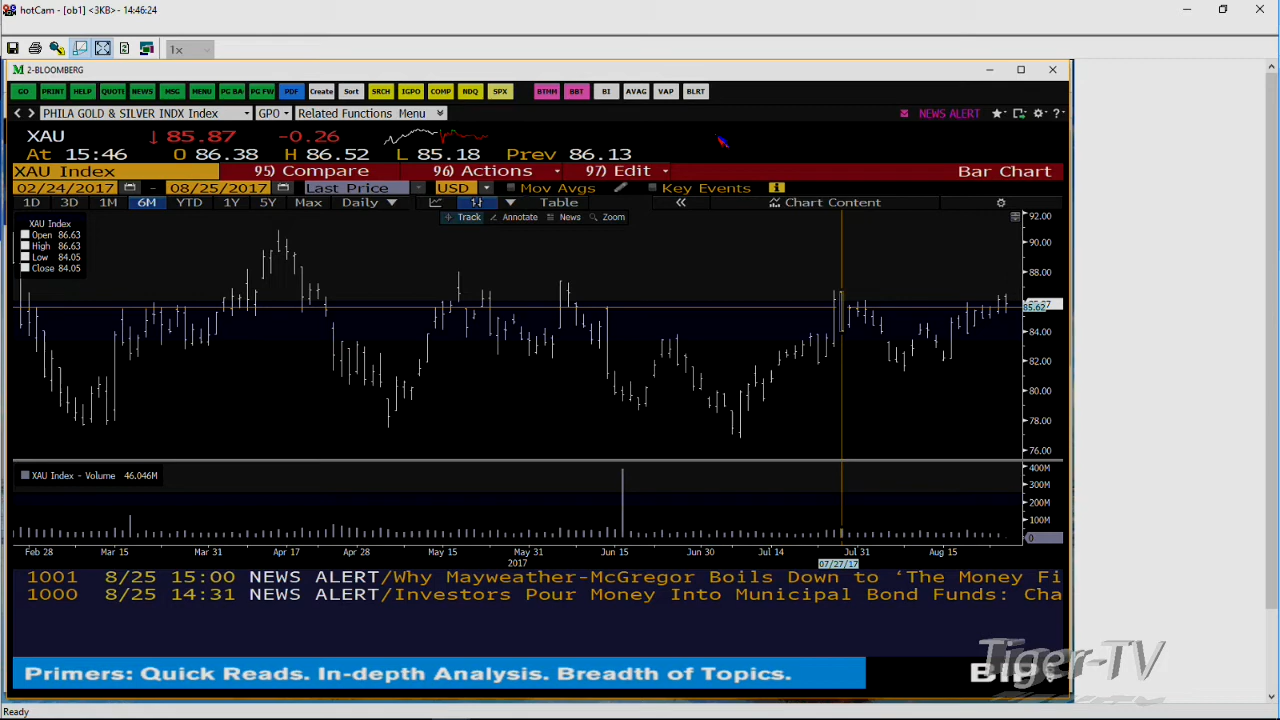 hotCam - [ob1] <3KB>- 14:46:24
1x
2-BLOOMBERG
GO PRINT HELP QUOTE NEWS MSG MENU PG BA PG FW PDF Create Sort SRCH IGPO COMP NDQ SPX BTMM BBT BI AVAG VAP BLRT
PHILA GOLD & SILVER INDX Index GPO Related Functions Menu NEWS ALERT
XAU ↓ 85.87 -0.26
At 15:46 O 86.38 H 86.52 L 85.18 Prev 86.13
XAU Index 95) Compare 96) Actions 97) Edit Bar Chart
02/24/2017 - 08/25/2017 Last Price USD Mov Avgs Key Events
1D 3D 1M 6M YTD 1Y 5Y Max Daily Table « Chart Content
Track Annotate News Zoom
XAU Index
Open 86.63
High 86.63
Low 84.05
Close 84.05
92.00
90.00
88.00
85.62
84.00
82.00
80.00
78.00
76.00
XAU Index - Volume 46.046M
400M
300M
200M
100M
0
Feb 28 Mar 15 Mar 31 Apr 17 Apr 28 May 15 May 31 Jun 15 Jun 30 Jul 14 Jul 31 Aug 15
2017 07/27/17
1001 8/25 15:00 NEWS ALERT/Why Mayweather-McGregor Boils Down to ‘The Money Fi
1000 8/25 14:31 NEWS ALERT/Investors Pour Money Into Municipal Bond Funds: Cha
Primers: Quick Reads. In-depth Analysis. Breadth of Topics.
Tiger-TV
Ready